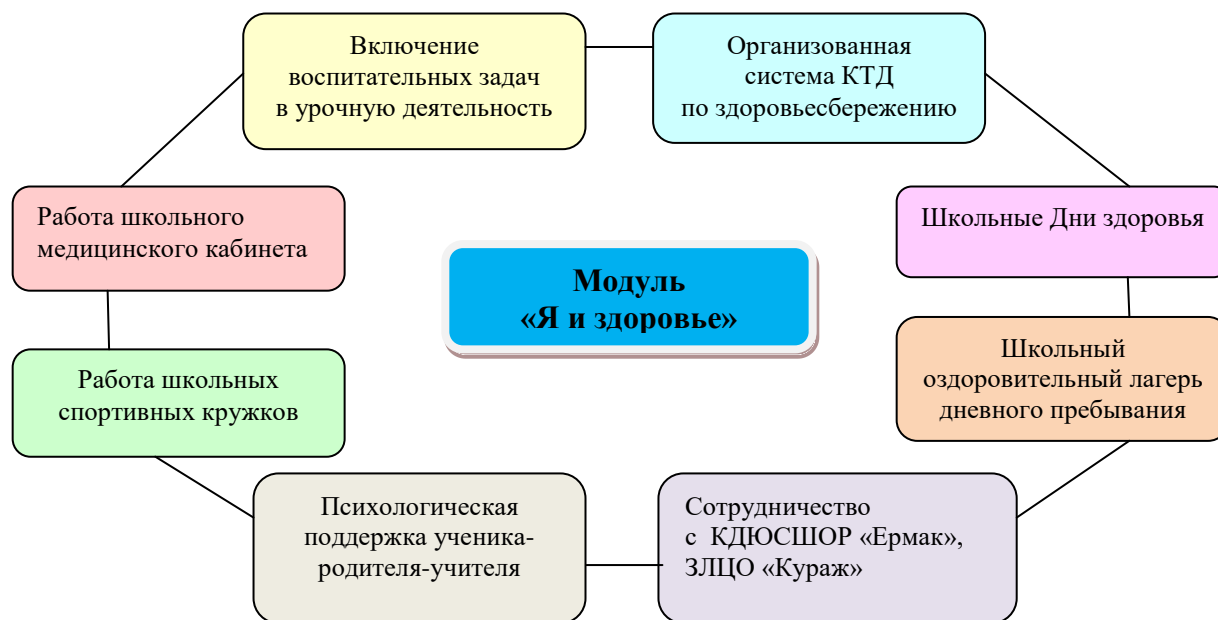 Включение
воспитательных задач
в урочную деятельность
Организованная
система КТД
по здоровьесбережению
Работа школьного
медицинского кабинета
Школьные Дни здоровья
Модуль
«Я и здоровье»
Работа школьных
спортивных кружков
Школьный
оздоровительный лагерь
дневного пребывания
Психологическая
поддержка ученика-
родителя-учителя
Сотрудничество
с КДЮСШОР «Ермак»,
ЗЛЦО «Кураж»